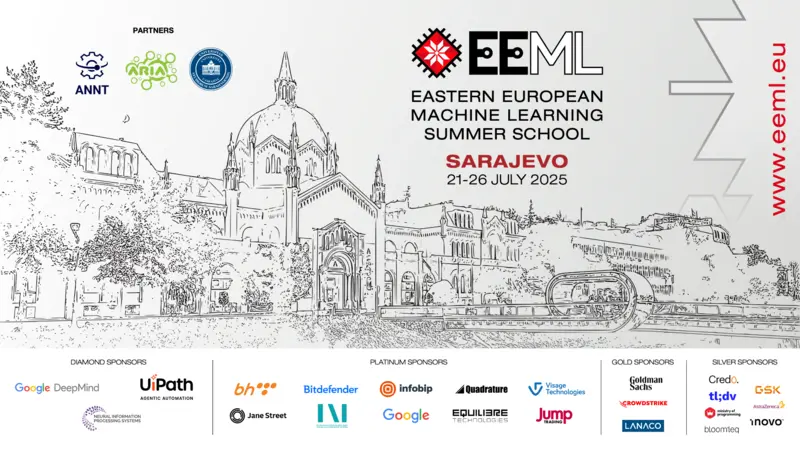 PARTNERS
ANNT
ARIA
EEML
EASTERN EUROPEAN
MACHINE LEARNING
SUMMER SCHOOL
SARAJEVO
21-26 JULY 2025
www.eeml.eu
DIAMOND SPONSORS
Google DeepMind
UiPath
AGENTIC AUTOMATION
NEURAL INFORMATION
PROCESSING SYSTEMS
PLATINUM SPONSORS
bh
Bitdefender
infobip
Quadrature
Visage
Technologies
Jane Street
Google
EQUILIBRE
TECHNOLOGIES
JUMP
TRADING
GOLD SPONSORS
Goldman
Sachs
CROWDSTRIKE
LANACO
SILVER SPONSORS
Credo.
GSK
tl;dv
AstraZeneca
ministry of
programming
novo
bloomteq